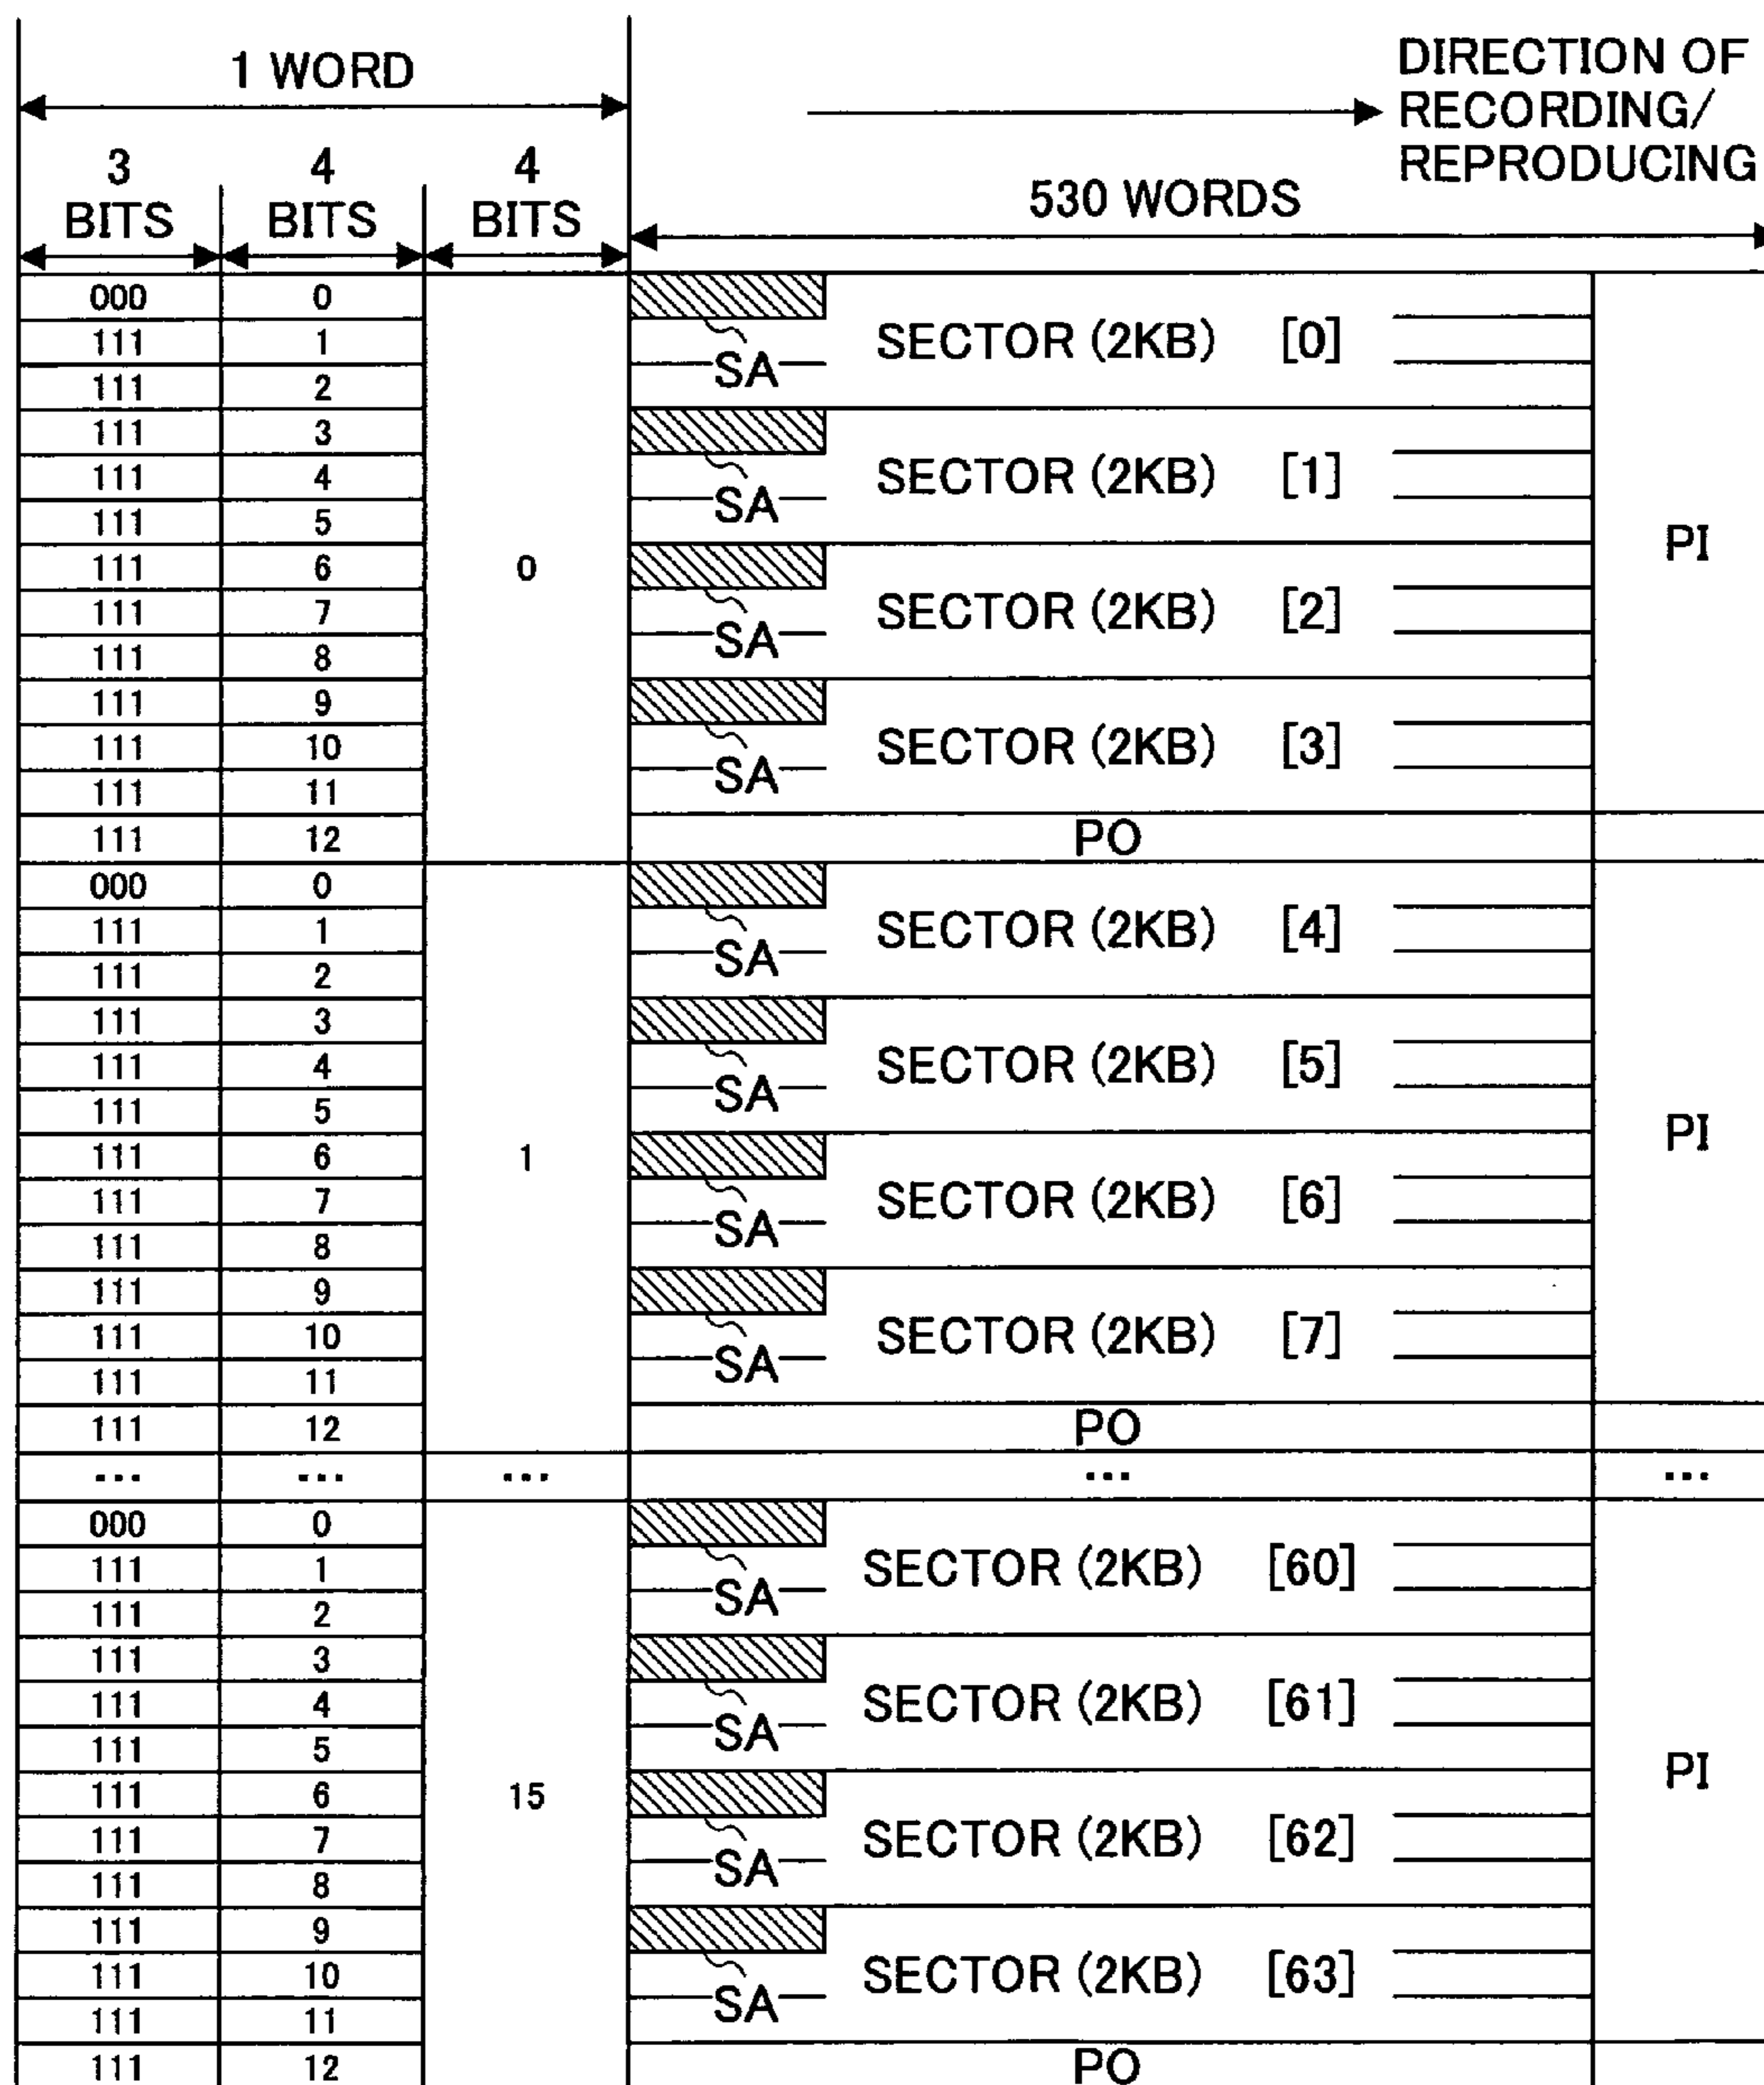 1 WORD
DIRECTION OF
RECORDING/
REPRODUCING
3
BITS
4
BITS
4
BITS
530 WORDS
000 0
111 1
SA SECTOR (2KB) [0]
111 2
111 3
111 4
SA SECTOR (2KB) [1]
111 5
PI
111 6 0
111 7
SA SECTOR (2KB) [2]
111 8
111 9
111 10
SA SECTOR (2KB) [3]
111 11
111 12 PO
000 0
111 1
SA SECTOR (2KB) [4]
111 2
111 3
111 4
SA SECTOR (2KB) [5]
111 5
PI
111 6 1
111 7
SA SECTOR (2KB) [6]
111 8
111 9
111 10
SA SECTOR (2KB) [7]
111 11
111 12 PO
... ... ... ... ...
000 0
111 1
SA SECTOR (2KB) [60]
111 2
111 3
111 4
SA SECTOR (2KB) [61]
111 5
PI
111 6 15
111 7
SA SECTOR (2KB) [62]
111 8
111 9
111 10
SA SECTOR (2KB) [63]
111 11
111 12 PO